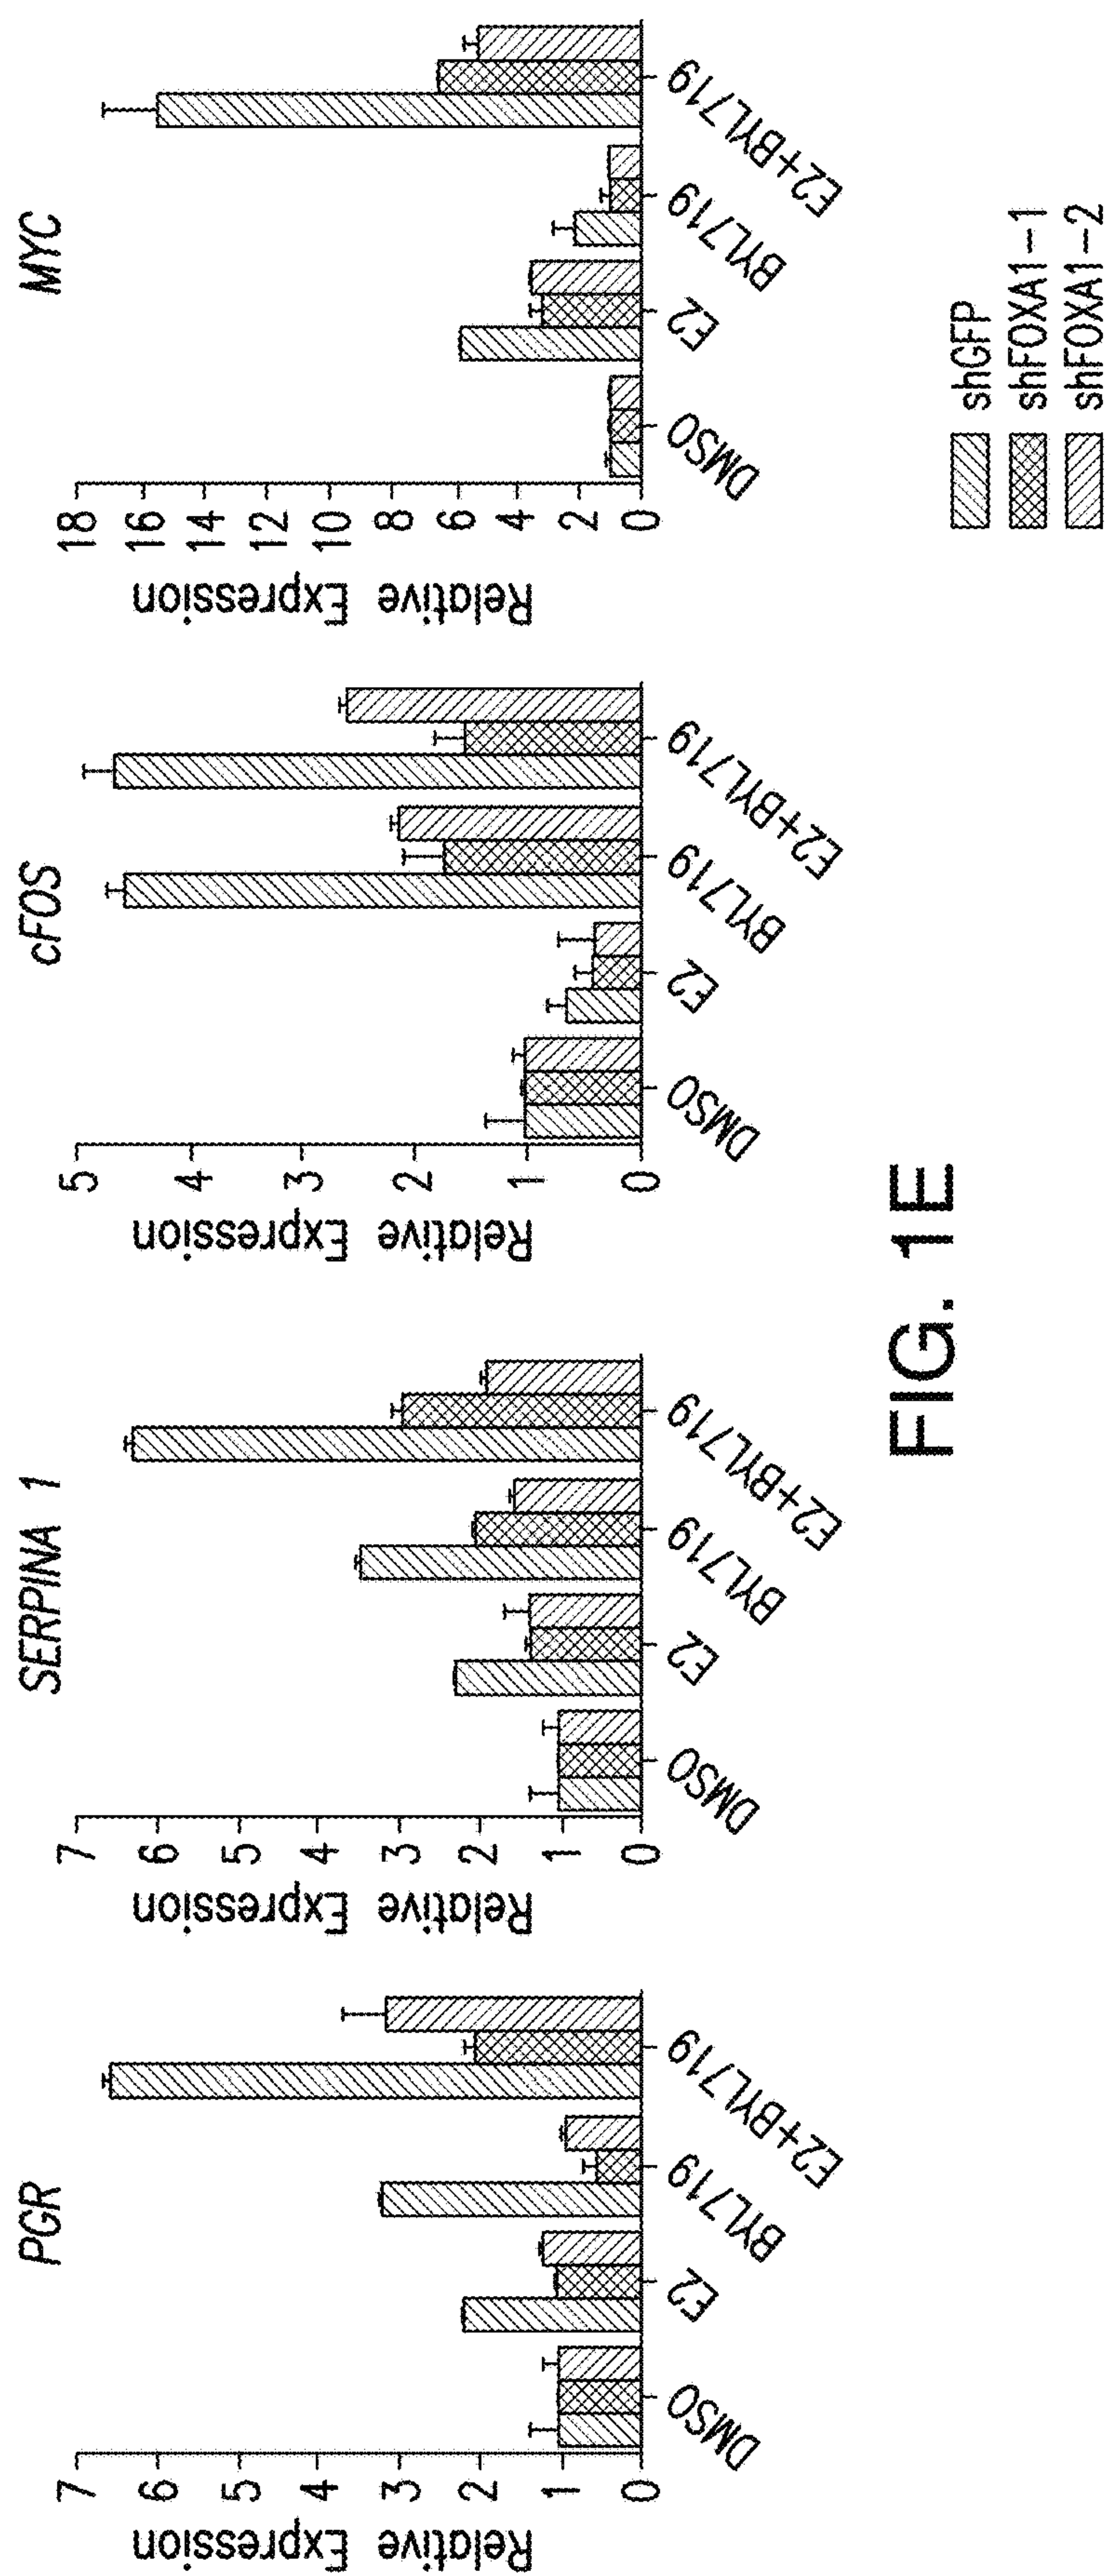 PGR
Relative Expression
7
6
5
4
3
2
1
0
DMSO
E2
BYL719
E2+BYL719
SERPINA 1
Relative Expression
7
6
5
4
3
2
1
0
DMSO
E2
BYL719
E2+BYL719
cFOS
Relative Expression
5
4
3
2
1
0
DMSO
E2
BYL719
E2+BYL719
MYC
Relative Expression
18
16
14
12
10
8
6
4
2
0
DMSO
E2
BYL719
E2+BYL719
shGFP
shFOXA1-1
shFOXA1-2
FIG. 1E